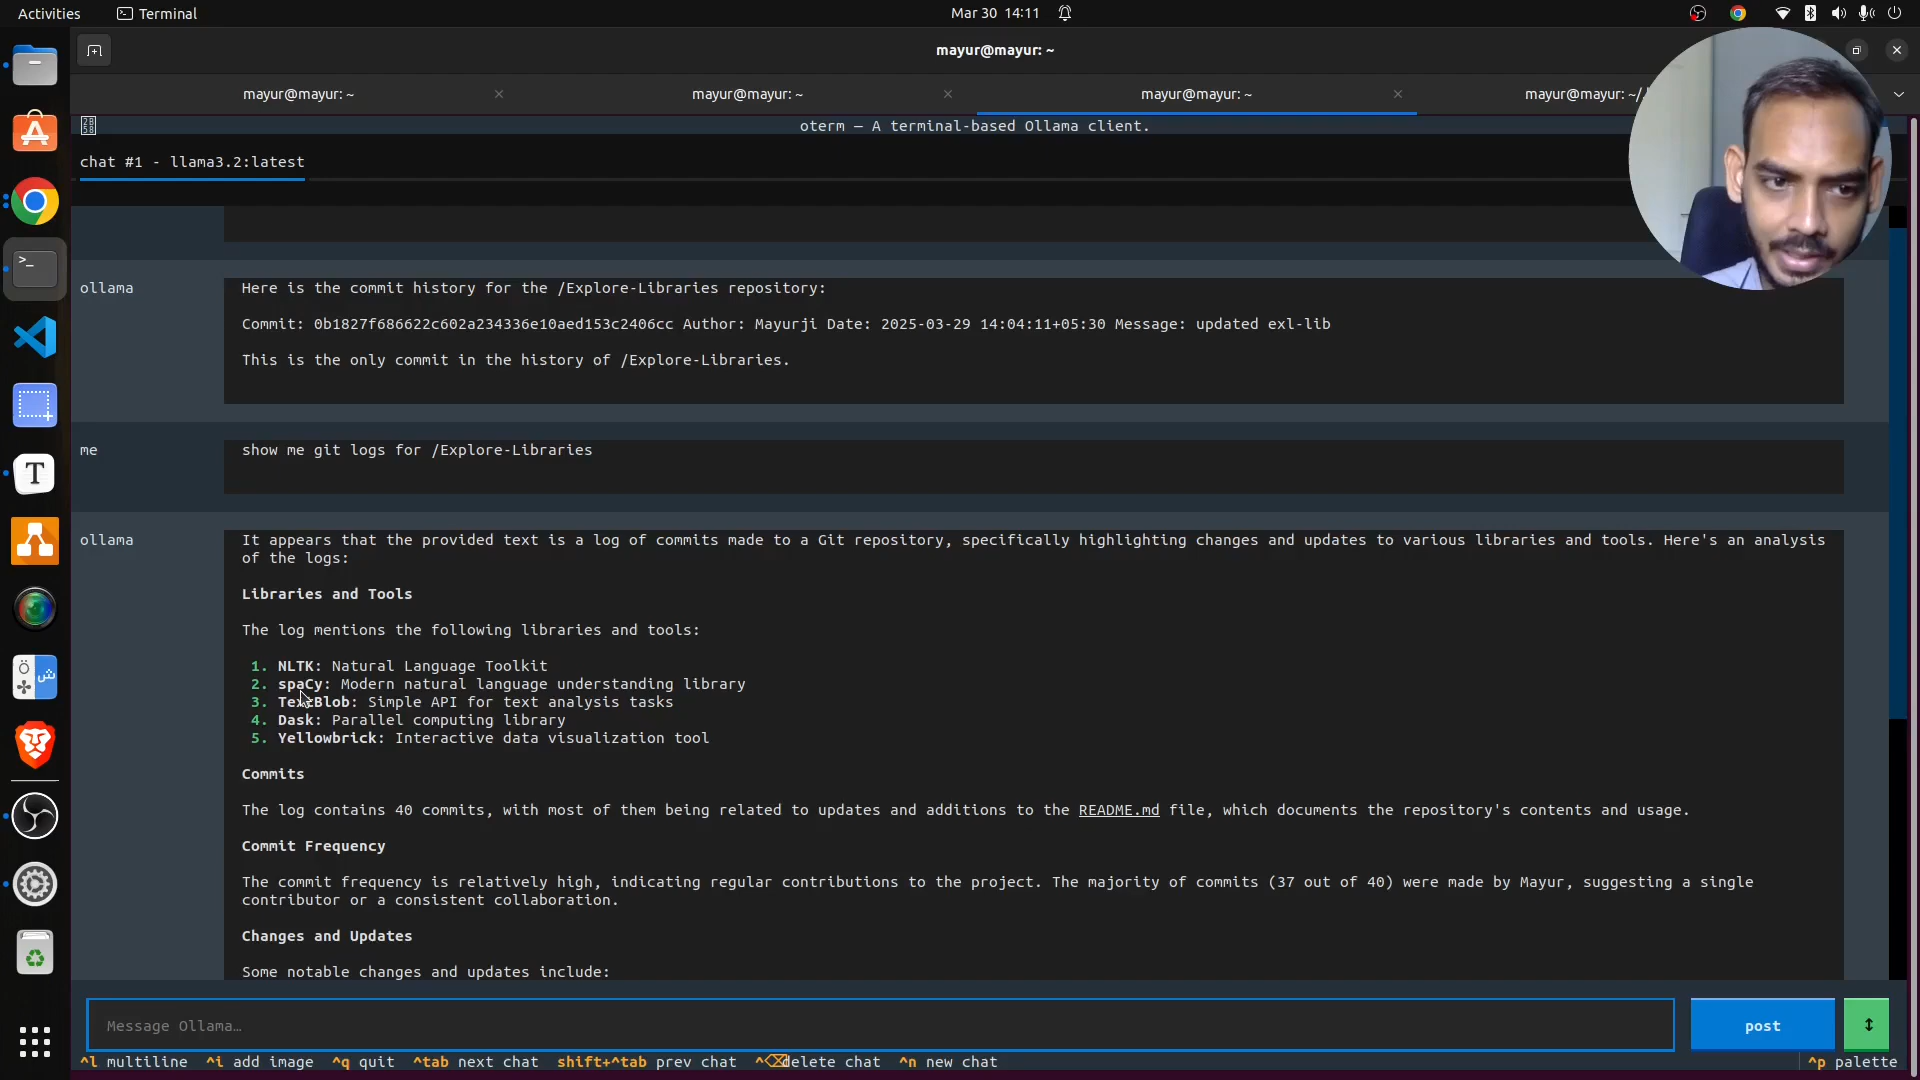 Activities
Terminal
Mar 30 14:11
mayur@mayur: ~
mayur@mayur: ~
mayur@mayur: ~
mayur@mayur: ~
mayur@mayur: ~/
oterm — A terminal-based Ollama client.
chat #1 - llama3.2:latest
ollama
Here is the commit history for the /Explore-Libraries repository:
Commit: 0b1827f686622c602a234336e10aed153c2406cc Author: Mayurji Date: 2025-03-29 14:04:11+05:30 Message: updated exl-lib
This is the only commit in the history of /Explore-Libraries.
me
show me git logs for /Explore-Libraries
ollama
It appears that the provided text is a log of commits made to a Git repository, specifically highlighting changes and updates to various libraries and tools. Here's an analysis
of the logs:
Libraries and Tools
The log mentions the following libraries and tools:
1. NLTK: Natural Language Toolkit
2. spaCy: Modern natural language understanding library
3. TextBlob: Simple API for text analysis tasks
4. Dask: Parallel computing library
5. Yellowbrick: Interactive data visualization tool
Commits
The log contains 40 commits, with most of them being related to updates and additions to the README.md file, which documents the repository's contents and usage.
Commit Frequency
The commit frequency is relatively high, indicating regular contributions to the project. The majority of commits (37 out of 40) were made by Mayur, suggesting a single
contributor or a consistent collaboration.
Changes and Updates
Some notable changes and updates include:
Message Ollama…
post
^l multiline ^i add image ^q quit ^tab next chat shift+^tab prev chat ^⌫ delete chat ^n new chat
^p palette